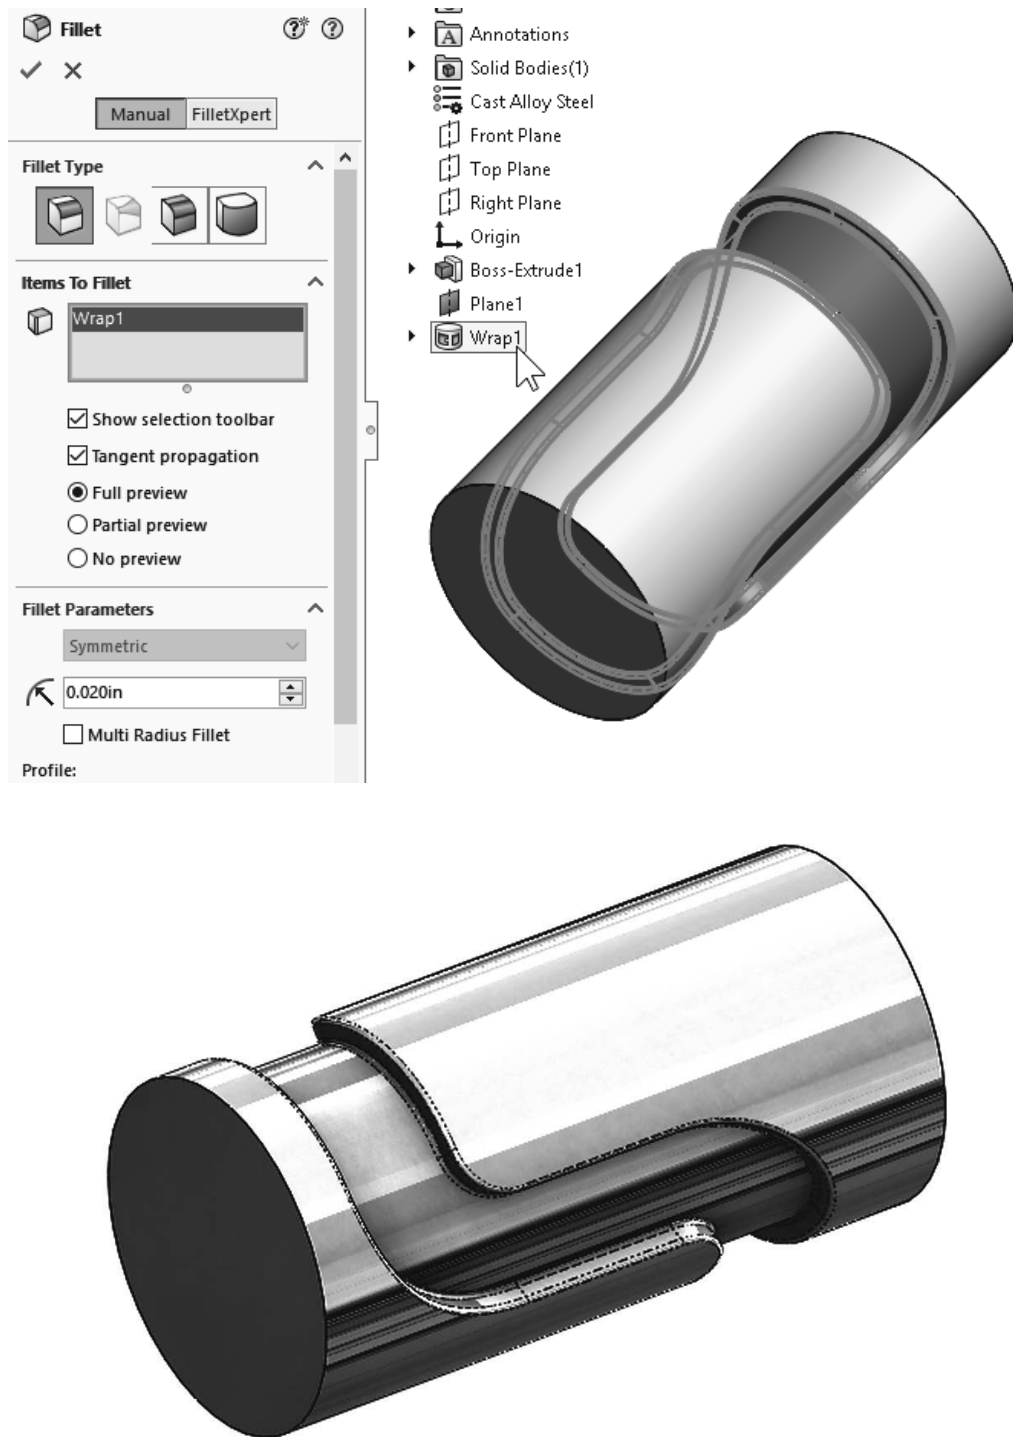 Fillet
Manual
FilletXpert
Fillet Type
Items To Fillet
Wrap1
Show selection toolbar
Tangent propagation
Full preview
Partial preview
No preview
Fillet Parameters
Symmetric
0.020in
Multi Radius Fillet
Profile:
Annotations
Solid Bodies(1)
Cast Alloy Steel
Front Plane
Top Plane
Right Plane
Origin
Boss-Extrude1
Plane1
Wrap1